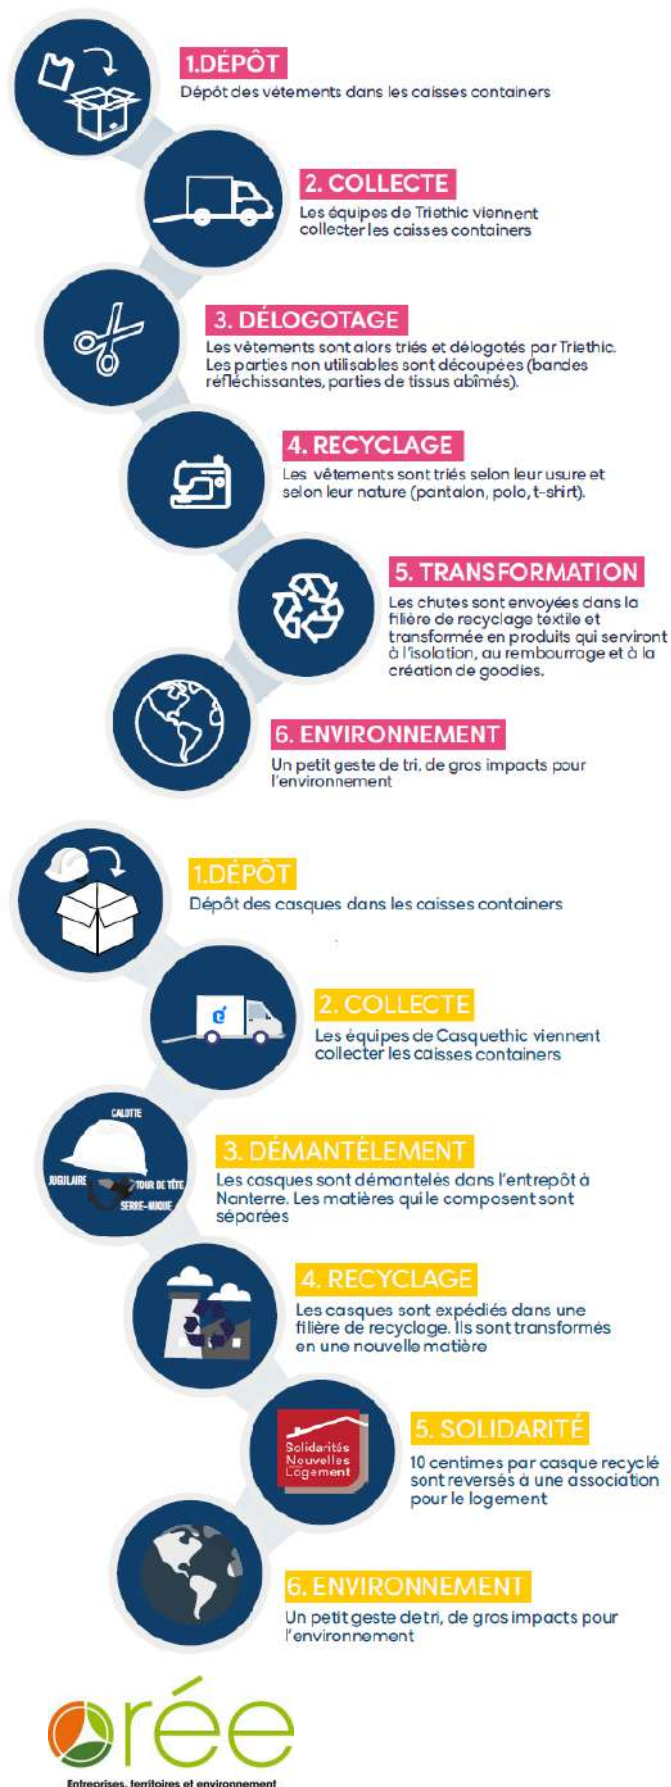 1.DÉPÔT
Dépôt des vêtements dans les caisses containers
2. COLLECTE
Les équipes de Triethic viennent
collecter les caisses containers
3. DÉLOGOTAGE
Les vêtements sont alors triés et délogotés par Triethic.
Les parties non utilisables sont découpées (bandes
réfléchissantes, parties de tissus abîmés).
4. RECYCLAGE
Les vêtements sont triés selon leur usure et
selon leur nature (pantalon, polo, t-shirt).
5. TRANSFORMATION
Les chutes sont envoyées dans la
filière de recyclage textile et
transformée en produits qui serviront
à l'isolation, au rembourrage et à la
création de goodies.
6. ENVIRONNEMENT
Un petit geste de tri, de gros impacts pour
l'environnement
1.DÉPÔT
Dépôt des casques dans les caisses containers
2. COLLECTE
Les équipes de Casquethic viennent
collecter les caisses containers
CALOTTE
JUGULAIRE
TOUR DE TÊTE
SERRE-NUQUE
3. DÉMANTÈLEMENT
Les casques sont démantelés dans l'entrepôt à
Nanterre. Les matières qui le composent sont
séparées
4. RECYCLAGE
Les casques sont expédiés dans une
filière de recyclage. Ils sont transformés
en une nouvelle matière
Solidarités
Nouvelles
Logement
5. SOLIDARITÉ
10 centimes par casque recyclé
sont reversés à une association
pour le logement
6. ENVIRONNEMENT
Un petit geste de tri, de gros impacts pour
l'environnement
orée
Entreprises, territoires et environnement